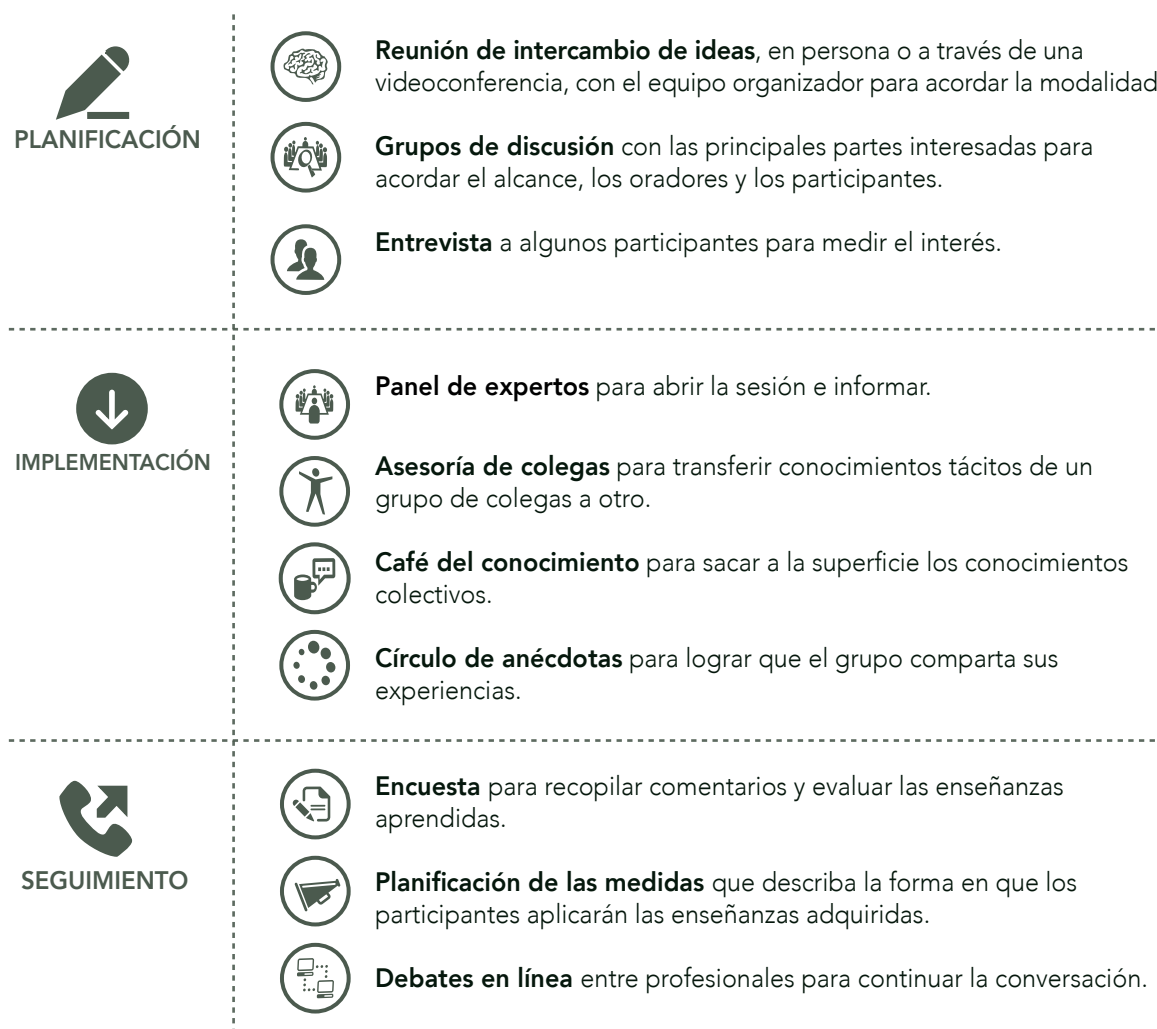 PLANIFICACIÓN
Reunión de intercambio de ideas, en persona o a través de una
videoconferencia, con el equipo organizador para acordar la modalidad
Grupos de discusión con las principales partes interesadas para
acordar el alcance, los oradores y los participantes.
Entrevista a algunos participantes para medir el interés.
IMPLEMENTACIÓN
Panel de expertos para abrir la sesión e informar.
Asesoría de colegas para transferir conocimientos tácitos de un
grupo de colegas a otro.
Café del conocimiento para sacar a la superficie los conocimientos
colectivos.
Círculo de anécdotas para lograr que el grupo comparta sus
experiencias.
SEGUIMIENTO
Encuesta para recopilar comentarios y evaluar las enseñanzas
aprendidas.
Planificación de las medidas que describa la forma en que los
participantes aplicarán las enseñanzas adquiridas.
Debates en línea entre profesionales para continuar la conversación.